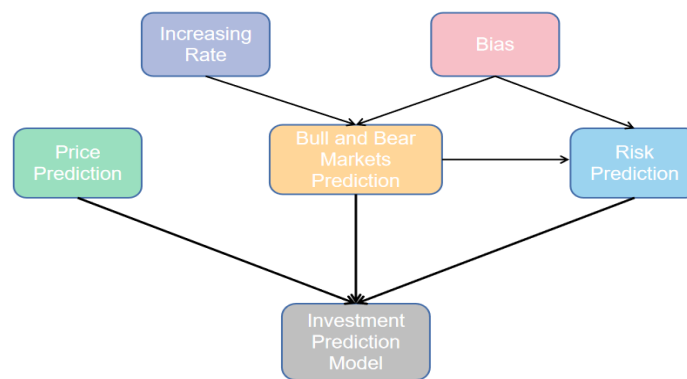 Increasing
Rate
Bias
Price
Prediction
Bull and Bear
Markets
Prediction
Risk
Prediction
Investment
Prediction
Model